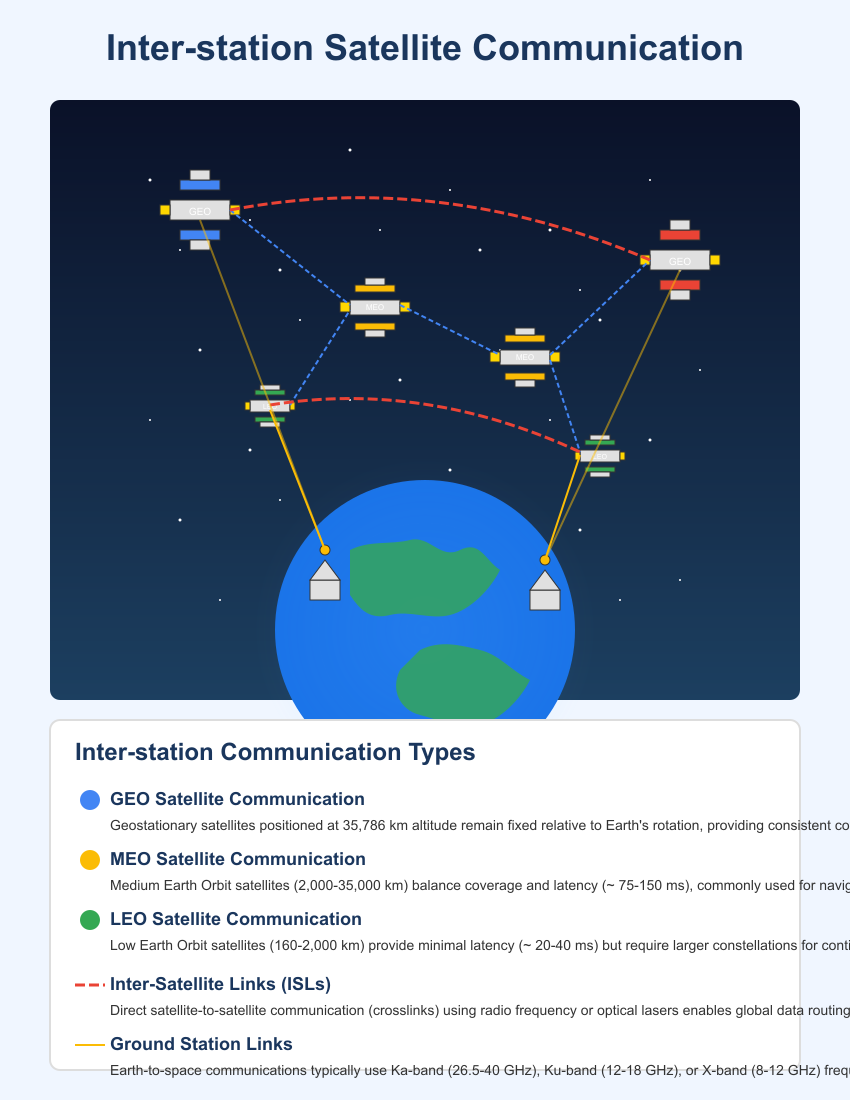 Inter-station Satellite Communication
GEO
GEO
MEO
MEO
Inter-station Communication Types
GEO Satellite Communication
Geostationary satellites positioned at 35,786 km altitude remain fixed relative to Earth's rotation, providing consistent
MEO Satellite Communication
Medium Earth Orbit satellites (2,000-35,000 km) balance coverage and latency (~ 75-150 ms), commonly used for
LEO Satellite Communication
Low Earth Orbit satellites (160-2,000 km) provide minimal latency (~ 20-40 ms) but require larger constellations for
Inter-Satellite Links (ISLs)
Direct satellite-to-satellite communication (crosslinks) using radio frequency or optical lasers enables global data routing
Ground Station Links
Earth-to-space communications typically use Ka-band (26.5-40 GHz), Ku-band (12-18 GHz), or X-band (8-12 GHz)